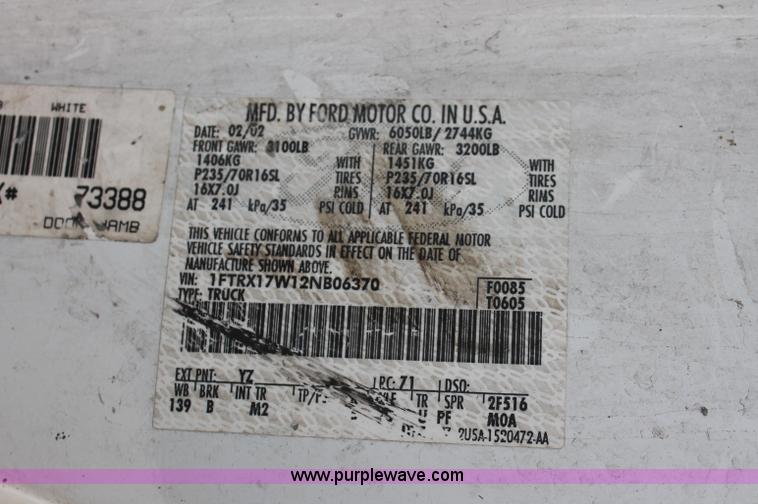 WHITE
73388
DOOR JAMB
MFD. BY FORD MOTOR CO. IN U.S.A.
DATE: 02/02 GVWR: 6050LB/ 2744KG
FRONT GAWR: 3100LB REAR GAWR: 3200LB
1406KG WITH 1451KG WITH
P235/70R16SL TIRES P235/70R16SL TIRES
16X7.0J RIMS 16X7.0J RIMS
AT 241 kPa/35 PSI COLD AT 241 kPa/35 PSI COLD
THIS VEHICLE CONFORMS TO ALL APPLICABLE FEDERAL MOTOR
VEHICLE SAFETY STANDARDS IN EFFECT ON THE DATE OF
MANUFACTURE SHOWN ABOVE.
VIN: 1FTRX17W12NB06370 F0085
TYPE: TRUCK T0605
EXT PNT: YZ RC: 71 DSO:
WB BRK INT TR TP/ TR SPR 2F516
139 B M2 PF M0A
2USA-1520472-AA
www.purplewave.com